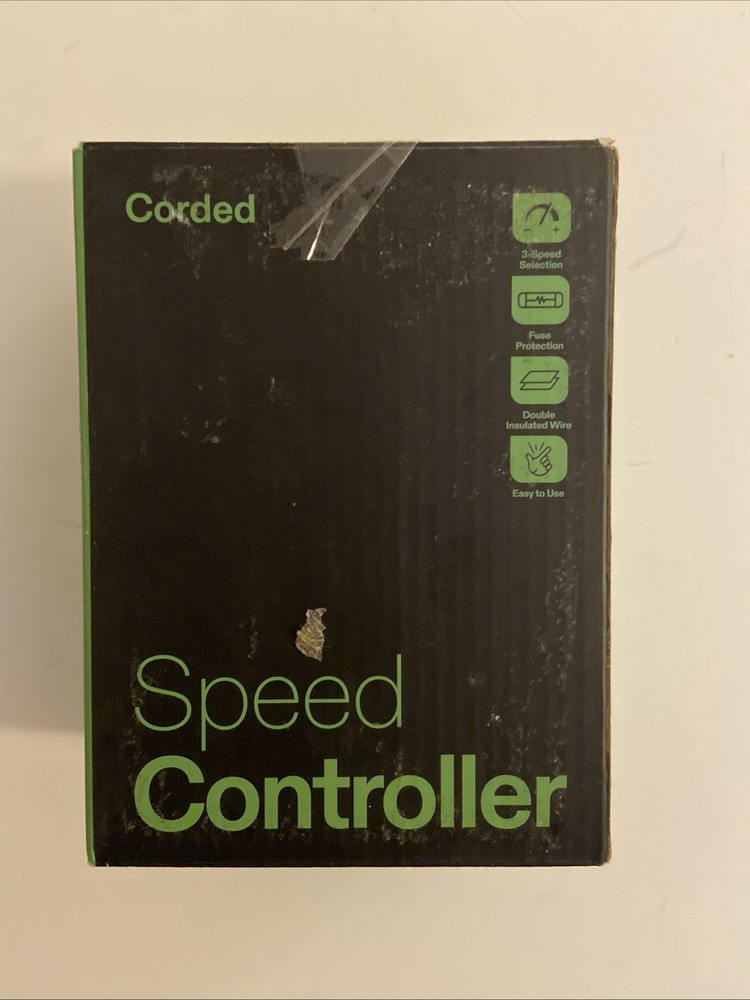 Corded
3-Speed
Selection
Fuse
Protection
Double
Insulated Wire
Easy to Use
Speed
Controller